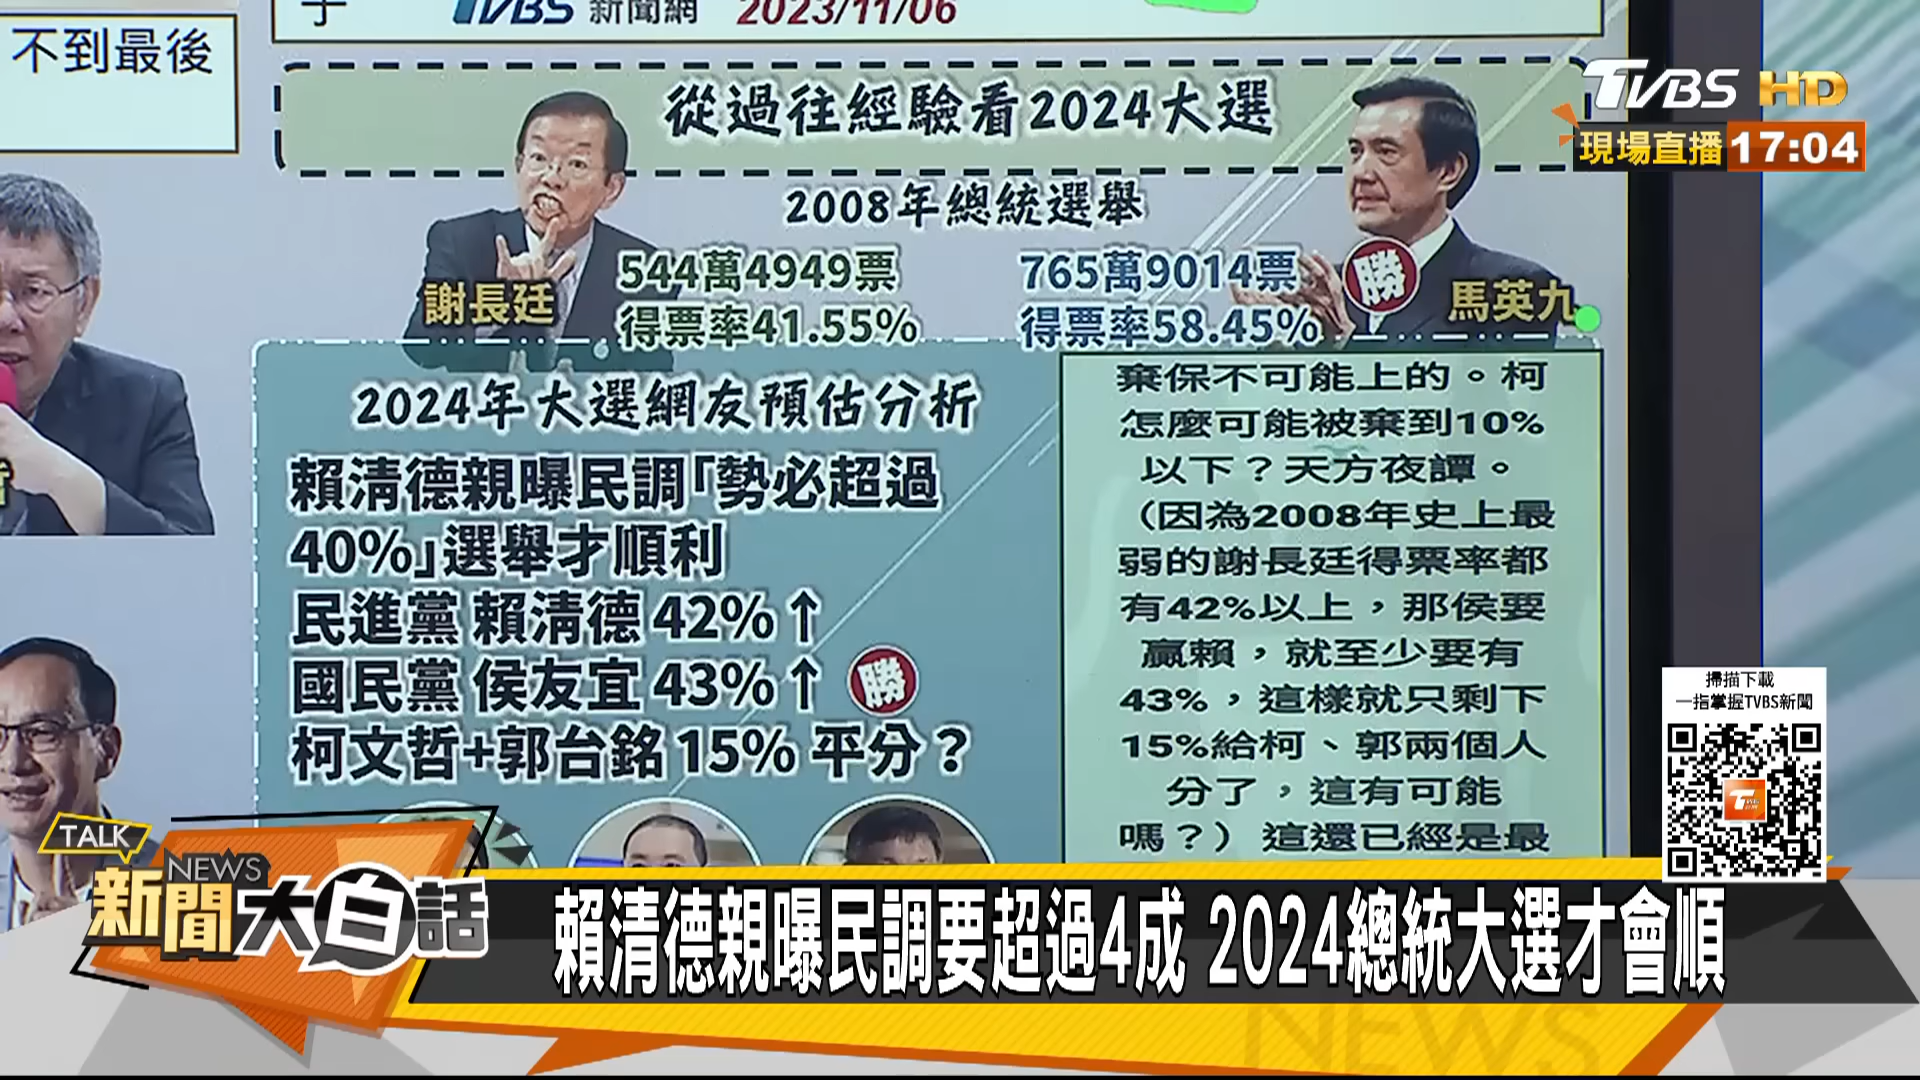 TVBS 新聞網 2023/11/06
不到最後
TVBS HD
現場直播 17:04
從過往經驗看2024大選
2008年總統選舉
544萬4949票
得票率41.55%
謝長廷
765萬9014票
得票率58.45%
勝
馬英九
2024年大選網友預估分析
賴清德親曝民調「勢必超過
40%」選舉才順利
民進黨 賴清德 42%↑
國民黨 侯友宜 43%↑ 勝
柯文哲+郭台銘 15% 平分？
棄保不可能上的。柯
怎麼可能被棄到10%
以下？天方夜譚。
（因為2008年史上最
弱的謝長廷得票率都
有42%以上，那侯要
贏賴，就至少要有
43%，這樣就只剩下
15%給柯、郭兩個人
分了，這有可能
嗎？）這還已經是最
掃描下載
一指掌握TVBS新聞
TALK
NEWS
新聞大白話
賴清德親曝民調要超過4成 2024總統大選才會順
NEWS